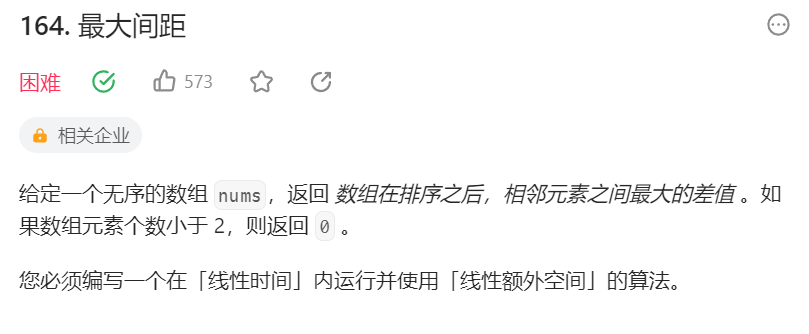 164. 最大间距
困难 573
相关企业
给定一个无序的数组 nums，返回 数组在排序之后，相邻元素之间最大的差值 。如
果数组元素个数小于 2，则返回 0 。
您必须编写一个在「线性时间」内运行并使用「线性额外空间」的算法。